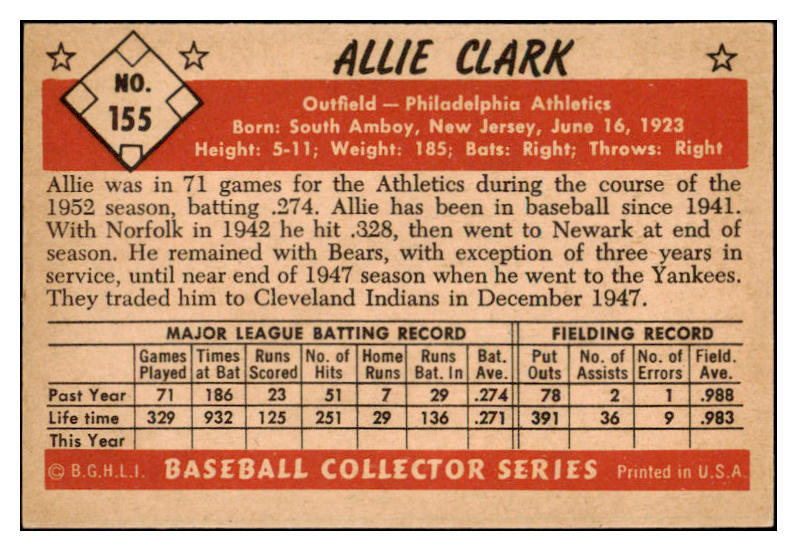 ALLIE CLARK
NO.
155
Outfield — Philadelphia Athletics
Born: South Amboy, New Jersey, June 16, 1923
Height: 5-11; Weight: 185; Bats: Right; Throws: Right
Allie was in 71 games for the Athletics during the course of the
1952 season, batting .274. Allie has been in baseball since 1941.
With Norfolk in 1942 he hit .328, then went to Newark at end of
season. He remained with Bears, with exception of three years in
service, until near end of 1947 season when he went to the Yankees.
They traded him to Cleveland Indians in December 1947.
MAJOR LEAGUE BATTING RECORD FIELDING RECORD
Games Times Runs No. of Home Runs Bat. Put No. of No. of Field.
Played at Bat Scored Hits Runs Bat. In Ave. Outs Assists Errors Ave.
Past Year 71 186 23 51 7 29 .274 78 2 1 .988
Life time 329 932 125 251 29 136 .271 391 36 9 .983
This Year
© B.G.H.L.I. BASEBALL COLLECTOR SERIES Printed in U.S.A.